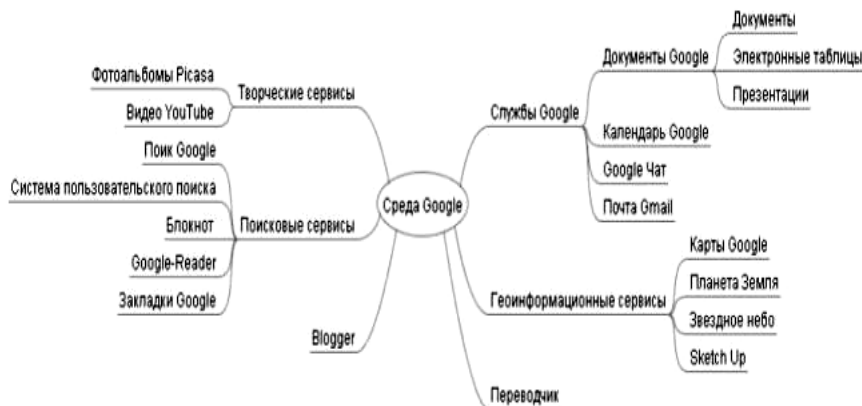 Среда Google
Творческие сервисы
Фотоальбомы Picasa
Видео YouTube
Поисковые сервисы
Поик Google
Система пользовательского поиска
Блокнот
Google-Reader
Закладки Google
Blogger
Службы Google
Документы Google
Документы
Электронные таблицы
Презентации
Календарь Google
Google Чат
Почта Gmail
Геоинформационные сервисы
Карты Google
Планета Земля
Звездное небо
Sketch Up
Переводчик